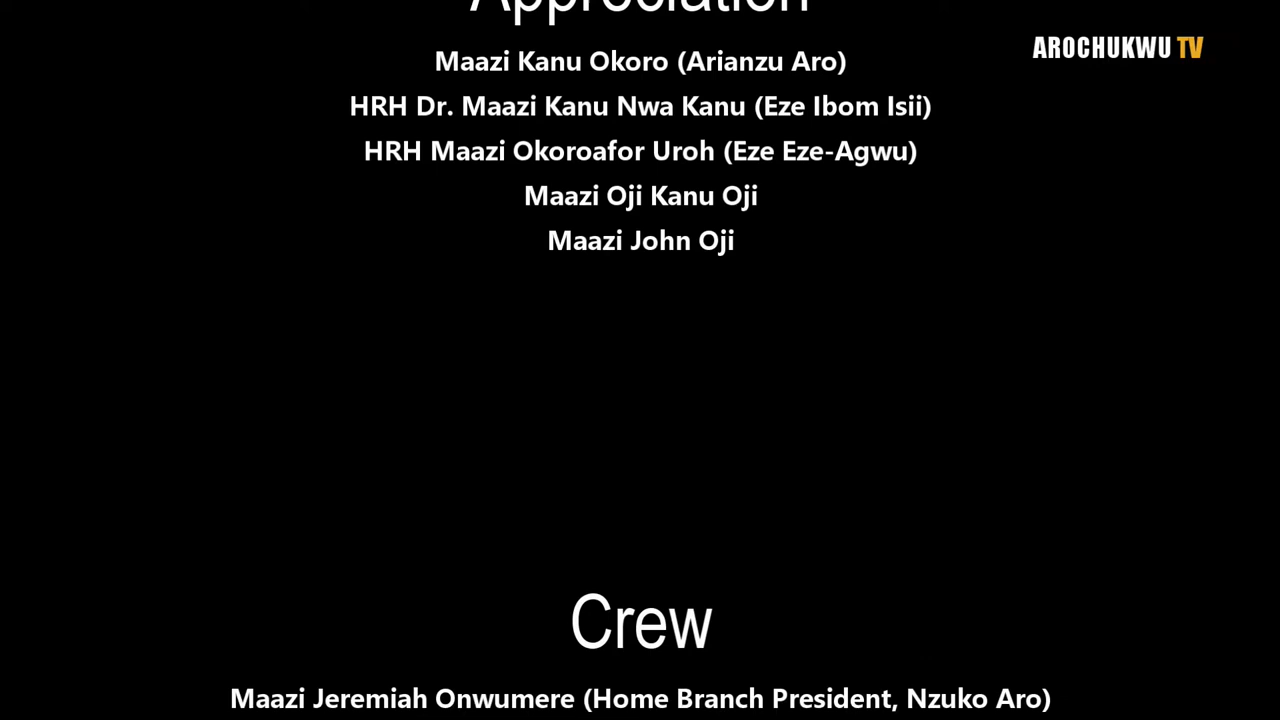 Appreciation
AROCHUKWU TV
Maazi Kanu Okoro (Arianzu Aro)
HRH Dr. Maazi Kanu Nwa Kanu (Eze Ibom Isii)
HRH Maazi Okoroafor Uroh (Eze Eze-Agwu)
Maazi Oji Kanu Oji
Maazi John Oji
Crew
Maazi Jeremiah Onwumere (Home Branch President, Nzuko Aro)